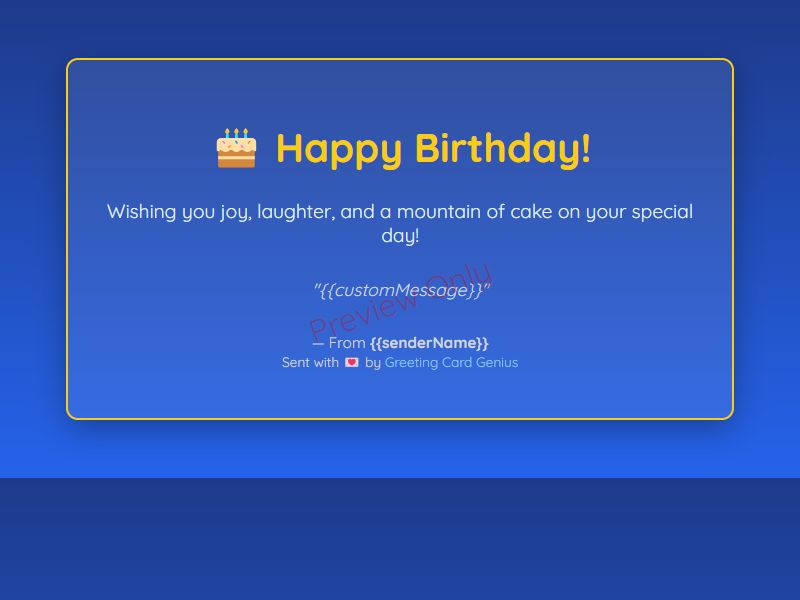 Happy Birthday!
Wishing you joy, laughter, and a mountain of cake on your special
day!
"{{customMessage}}"
Preview Only
— From {{senderName}}
Sent with 💌 by Greeting Card Genius